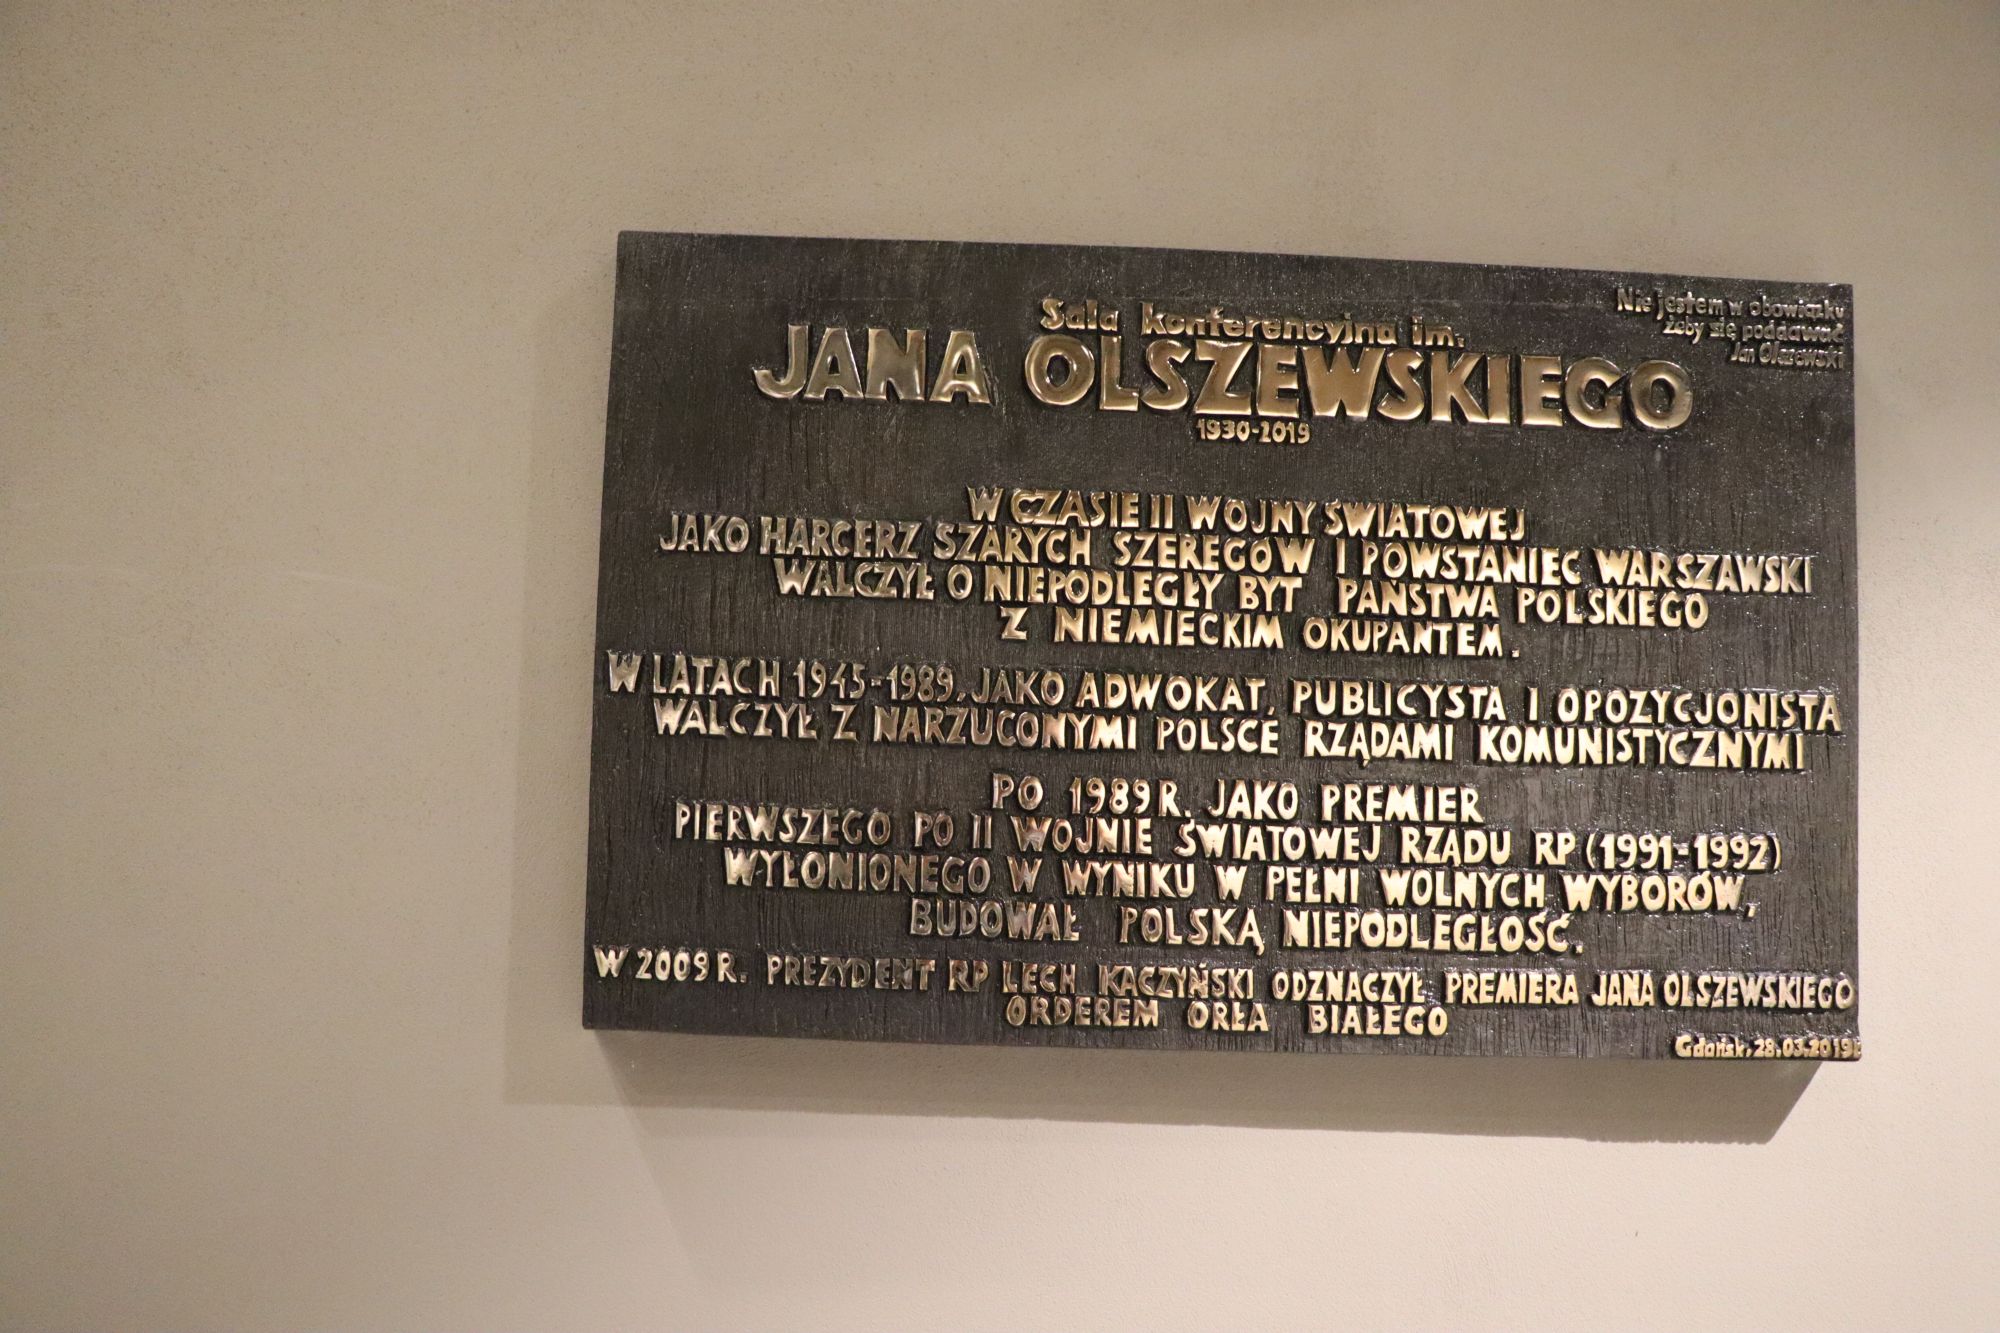 Nie jestem w obowiązku
żeby się poddawać
Jan Olszewski
Sala konferencyjna im.
JANA OLSZEWSKIEGO
1930-2019
W CZASIE II WOJNY ŚWIATOWEJ
JAKO HARCERZ SZARYCH SZEREGÓW I POWSTANIEC WARSZAWSKI
WALCZYŁ O NIEPODLEGŁY BYT PAŃSTWA POLSKIEGO
Z NIEMIECKIM OKUPANTEM.
W LATACH 1945-1989, JAKO ADWOKAT, PUBLICYSTA I OPOZYCJONISTA
WALCZYŁ Z NARZUCONYMI POLSCE RZĄDAMI KOMUNISTYCZNYMI
PO 1989 R. JAKO PREMIER
PIERWSZEGO PO II WOJNIE ŚWIATOWEJ RZĄDU RP (1991-1992)
WYŁONIONEGO W WYNIKU W PEŁNI WOLNYCH WYBORÓW,
BUDOWAŁ POLSKĄ NIEPODLEGŁOŚĆ.
W 2009 R. PREZYDENT RP LECH KACZYŃSKI ODZNACZYŁ PREMIERA JANA OLSZEWSKIEGO
ORDEREM ORŁA BIAŁEGO
Gdańsk, 28.03.2019r.